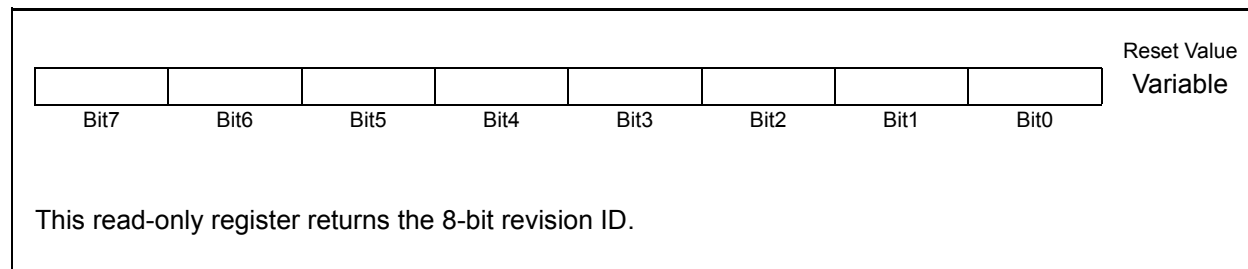 Reset Value
Variable
Bit7 Bit6 Bit5 Bit4 Bit3 Bit2 Bit1 Bit0
This read-only register returns the 8-bit revision ID.